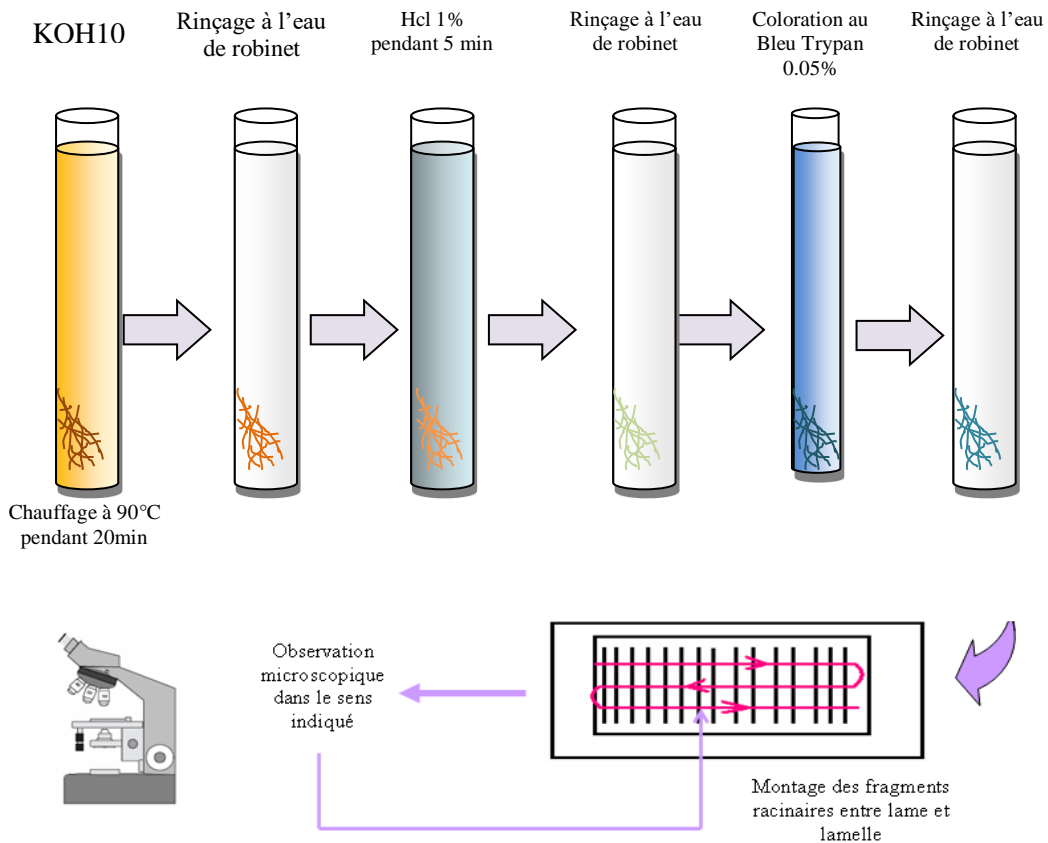 KOH10
Rinçage à l’eau
de robinet
Hcl 1%
pendant 5 min
Rinçage à l’eau
de robinet
Coloration au
Bleu Trypan
0.05%
Rinçage à l’eau
de robinet
Chauffage à 90°C
pendant 20min
Observation
microscopique
dans le sens
indiqué
Montage des fragments
racinaires entre lame et
lamelle